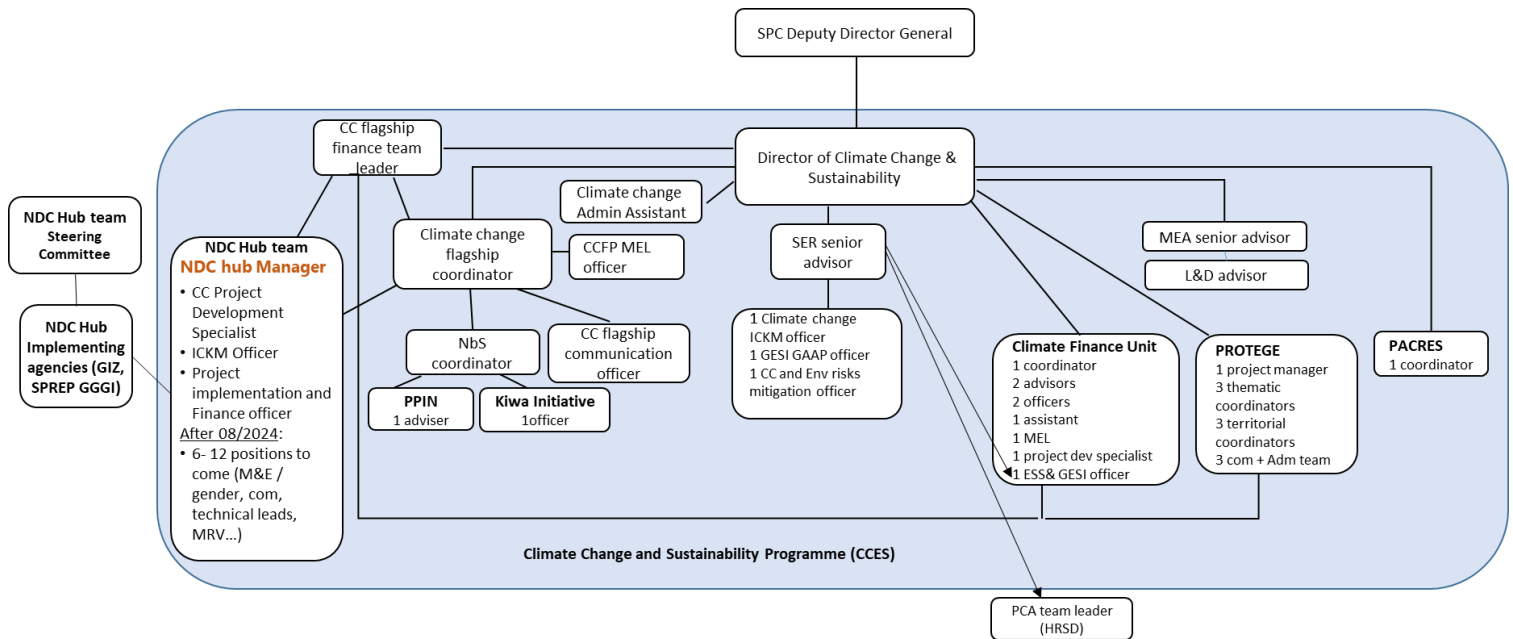 SPC Deputy Director General
CC flagship
finance team
leader
Director of Climate Change &
Sustainability
Climate change
Admin Assistant
NDC Hub team
Steering
Committee
NDC Hub
Implementing
agencies (GIZ,
SPREP GGGI)
NDC Hub team
NDC hub Manager
• CC Project
Development
Specialist
• ICKM Officer
• Project
implementation and
Finance officer
After 08/2024:
• 6- 12 positions to
come (M&E /
gender, com,
technical leads,
MRV...)
Climate change
flagship
coordinator
CCFP MEL
officer
NbS
coordinator
CC flagship
communication
officer
PPIN
1 adviser
Kiwa Initiative
1officer
SER senior
advisor
1 Climate change
ICKM officer
1 GESI GAAP officer
1 CC and Env risks
mitigation officer
MEA senior advisor
L&D advisor
Climate Finance Unit
1 coordinator
2 advisors
2 officers
1 assistant
1 MEL
1 project dev specialist
1 ESS& GESI officer
PROTEGE
1 project manager
3 thematic
coordinators
3 territorial
coordinators
3 com + Adm team
PACRES
1 coordinator
Climate Change and Sustainability Programme (CCES)
PCA team leader
(HRSD)